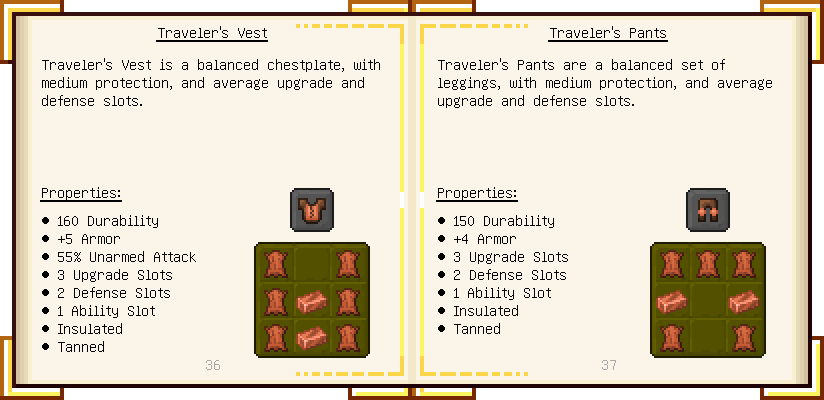 Traveler's Vest
Traveler's Vest is a balanced chestplate, with
medium protection, and average upgrade and
defense slots.
Properties:
• 160 Durability
• +5 Armor
• 55% Unarmed Attack
• 3 Upgrade Slots
• 2 Defense Slots
• 1 Ability Slot
• Insulated
• Tanned
36
Traveler's Pants
Traveler's Pants are a balanced set of
leggings, with medium protection, and average
upgrade and defense slots.
Properties:
• 150 Durability
• +4 Armor
• 3 Upgrade Slots
• 2 Defense Slots
• 1 Ability Slot
• Insulated
• Tanned
37